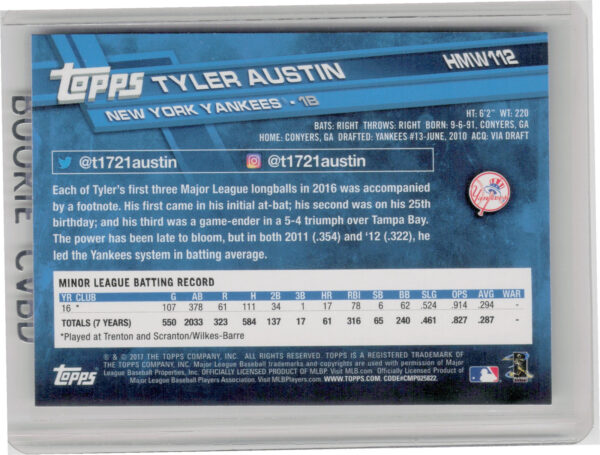 Topps TYLER AUSTIN HMW112
NEW YORK YANKEES • 1B
HT: 6'2" WT: 220
BATS: RIGHT THROWS: RIGHT BORN: 9-6-91, CONYERS, GA
HOME: CONYERS, GA DRAFTED: YANKEES #13-JUNE, 2010 ACQ: VIA DRAFT
@t1721austin @t1721austin
Each of Tyler's first three Major League longballs in 2016 was accompanied
by a footnote. His first came in his initial at-bat; his second was on his 25th
birthday; and his third was a game-ender in a 5-4 triumph over Tampa Bay.
The power has been late to bloom, but in both 2011 (.354) and '12 (.322), he
led the Yankees system in batting average.
Yankees
MINOR LEAGUE BATTING RECORD
YR CLUB G AB R H 2B 3B HR RBI SB BB SLG OPS AVG WAR
16 * 107 378 61 111 34 1 17 78 6 62 .524 .914 .294 -
TOTALS (7 YEARS) 550 2033 323 584 137 17 61 316 65 240 .461 .827 .287 -
*Played at Trenton and Scranton/Wilkes-Barre
® & © 2017 THE TOPPS COMPANY, INC. ALL RIGHTS RESERVED. TOPPS IS A REGISTERED TRADEMARK OF
THE TOPPS COMPANY, INC. Major League Baseball trademarks and copyrights are used with permission of Major
League Baseball Properties, Inc. OFFICIALLY LICENSED PRODUCT OF MLBP. Visit MLB.com. Officially Licensed Product of
Major League Baseball Players Association. Visit MLBPlayers.com. WWW.TOPPS.COM. CODE#CMP025822.
Topps
ROOKIE CARD